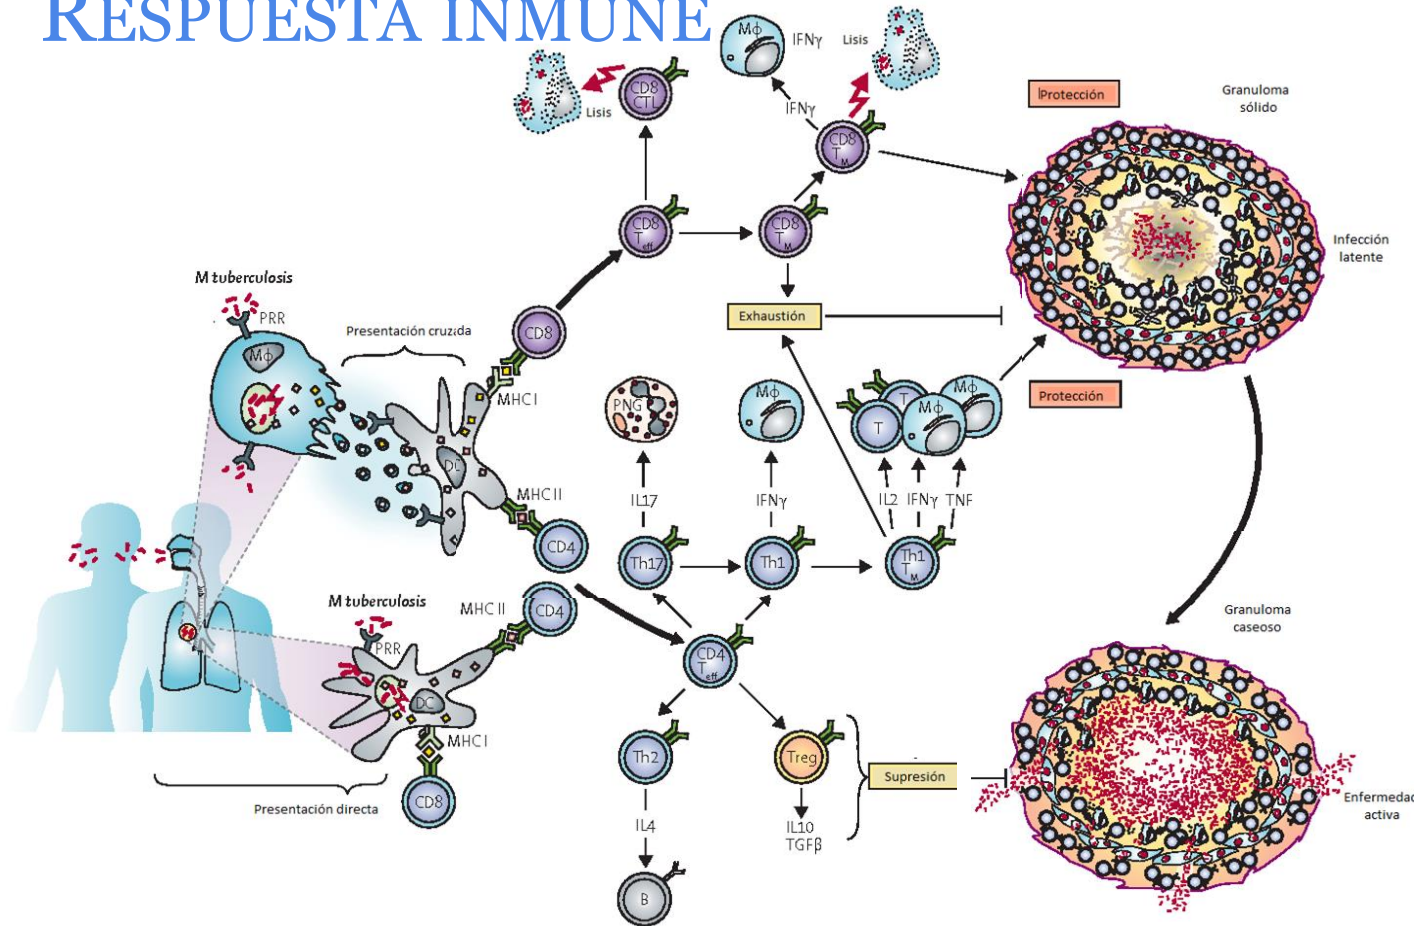 RESPUESTA INMUNE
Mϕ
IFNγ
Lisis
CD8
CTL
Lisis
IFNγ
CD8
TM
Protección
Granuloma
sólido
CD8
Teff
CD8
TM
Infección
latente
M tuberculosis
PRR
Mϕ
Presentación cruzida
CD8
MHC I
Exhaustión
PNG
Mϕ
T
T
Mϕ
Mϕ
Protección
DC
MHC II
CD4
IL17
IFNγ
IL2
IFNγ
TNF
Th17
Th1
Th1
TM
M tuberculosis
PRR
MHC II
CD4
CD4
Teff
Granuloma
caseoso
DC
MHC I
CD8
Presentación directa
Th2
Treg
Supresión
Enfermedad
activa
IL4
IL10
TGFβ
B